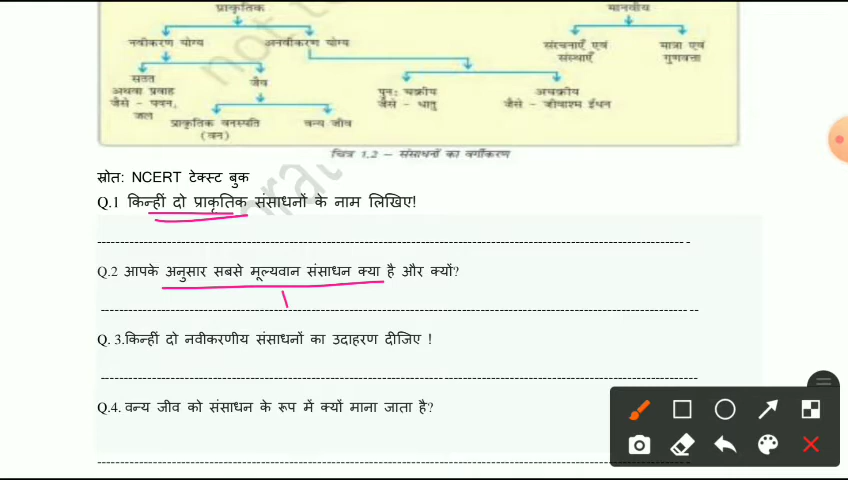 प्राकृतिक मानवीय
नवीकरण योग्य अनवीकरण योग्य संरचनाएँ एवं संस्थाएँ मात्रा एवं गुणवत्ता
सतत अथवा प्रवाह जैसे - पवन, जल जैव पुन: चक्रीय जैसे - धातु अचक्रीय जैसे - जीवाश्म ईंधन
प्राकृतिक वनस्पति (वन) वन्य जीव
चित्र 1.2 – संसाधनों का वर्गीकरण
स्रोत: NCERT टेक्स्ट बुक
Q.1 किन्हीं दो प्राकृतिक संसाधनों के नाम लिखिए!
Q.2 आपके अनुसार सबसे मूल्यवान संसाधन क्या है और क्यों?
Q. 3.किन्हीं दो नवीकरणीय संसाधनों का उदाहरण दीजिए !
Q.4. वन्य जीव को संसाधन के रूप में क्यों माना जाता है?